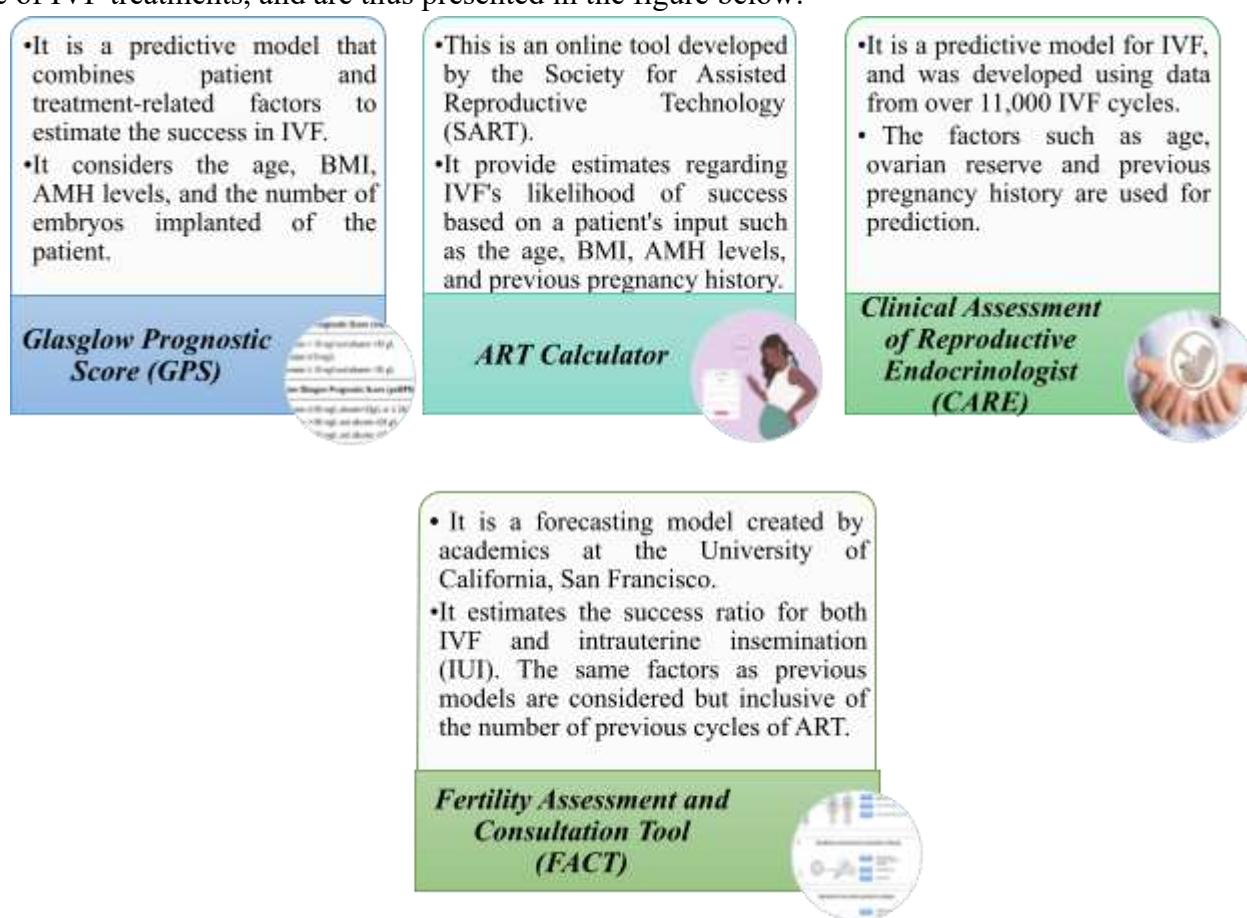 e of IVF treatments, and are thus presented in the figure below:
•It is a predictive model that
combines patient and
treatment-related factors to
estimate the success in IVF.
•It considers the age, BMI,
AMH levels, and the number of
embryos implanted of the
patient.
Glasglow Prognostic
Score (GPS)
•This is an online tool developed
by the Society for Assisted
Reproductive Technology
(SART).
•It provide estimates regarding
IVF's likelihood of success
based on a patient's input such
as the age, BMI, AMH levels,
and previous pregnancy history.
ART Calculator
•It is a predictive model for IVF,
and was developed using data
from over 11,000 IVF cycles.
• The factors such as age,
ovarian reserve and previous
pregnancy history are used for
prediction.
Clinical Assessment
of Reproductive
Endocrinologist
(CARE)
• It is a forecasting model created by
academics at the University of
California, San Francisco.
•It estimates the success ratio for both
IVF and intrauterine insemination
(IUI). The same factors as previous
models are considered but inclusive of
the number of previous cycles of ART.
Fertility Assessment and
Consultation Tool
(FACT)